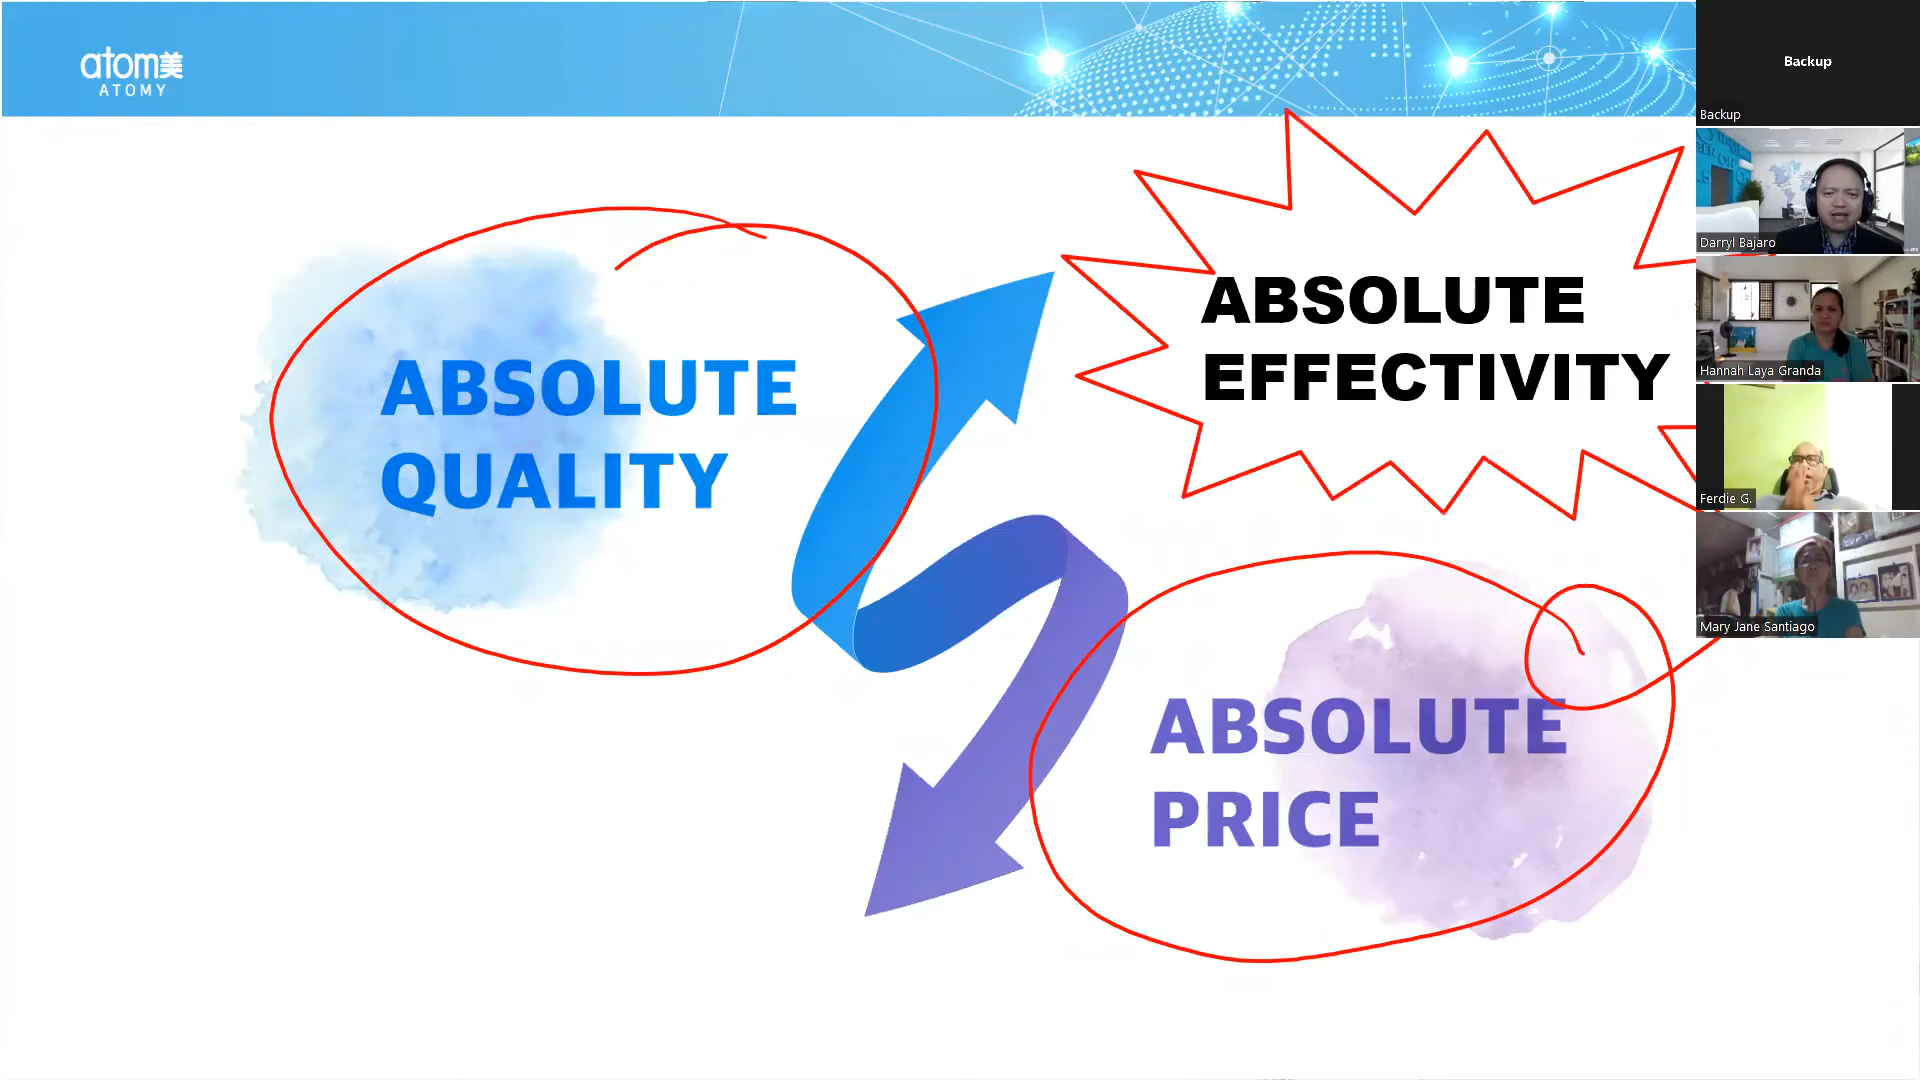 atom美
ATOMY
ABSOLUTE
QUALITY
ABSOLUTE
EFFECTIVITY
ABSOLUTE
PRICE
Backup
Backup
Darryl Bajaro
Hannah Laya Granda
Ferdie G.
Mary Jane Santiago